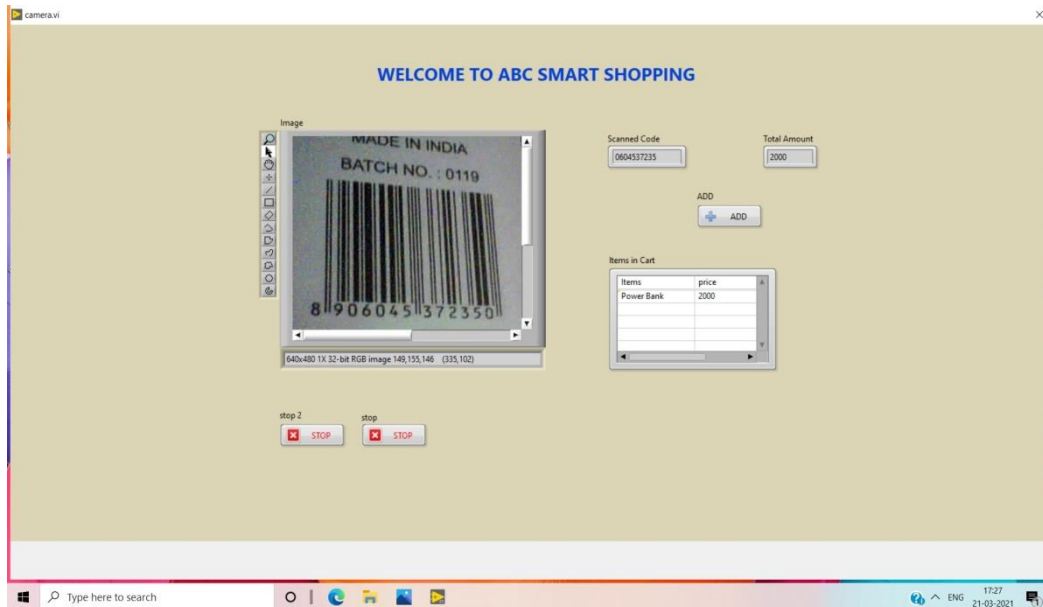 camera.vi
WELCOME TO ABC SMART SHOPPING
Image
MADE IN INDIA
BATCH NO. : 0119
8 906045 372350
640x480 1X 32-bit RGB image 149,155,146 (335,102)
Scanned Code
0604537235
Total Amount
2000
ADD
ADD
Items in Cart
Items price
Power Bank 2000
stop 2
STOP
stop
STOP
Type here to search
ENG
17:27
21-03-2021
1